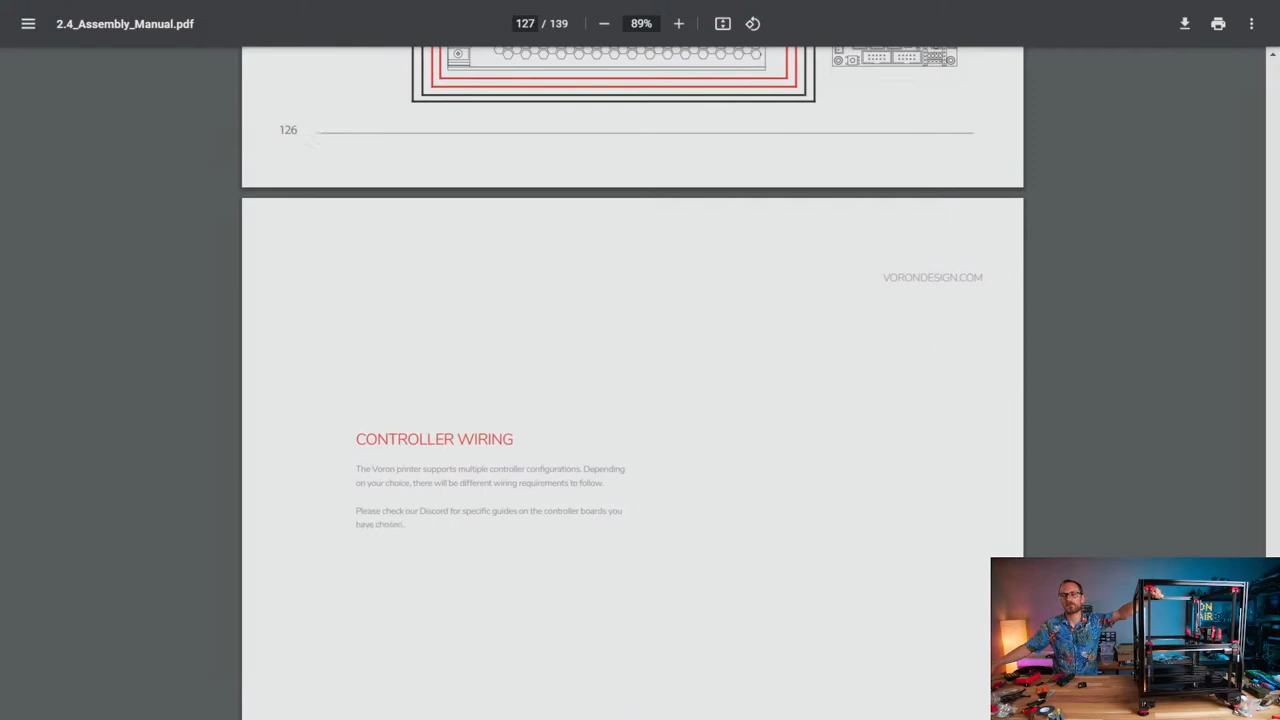 2.4_Assembly_Manual.pdf
127 / 139
89%
126
VORONDESIGN.COM
CONTROLLER WIRING
The Voron printer supports multiple controller configurations. Depending
on your choice, there will be different wiring requirements to follow.
Please check our Discord for specific guides on the controller boards you
have chosen.
ON
AIR